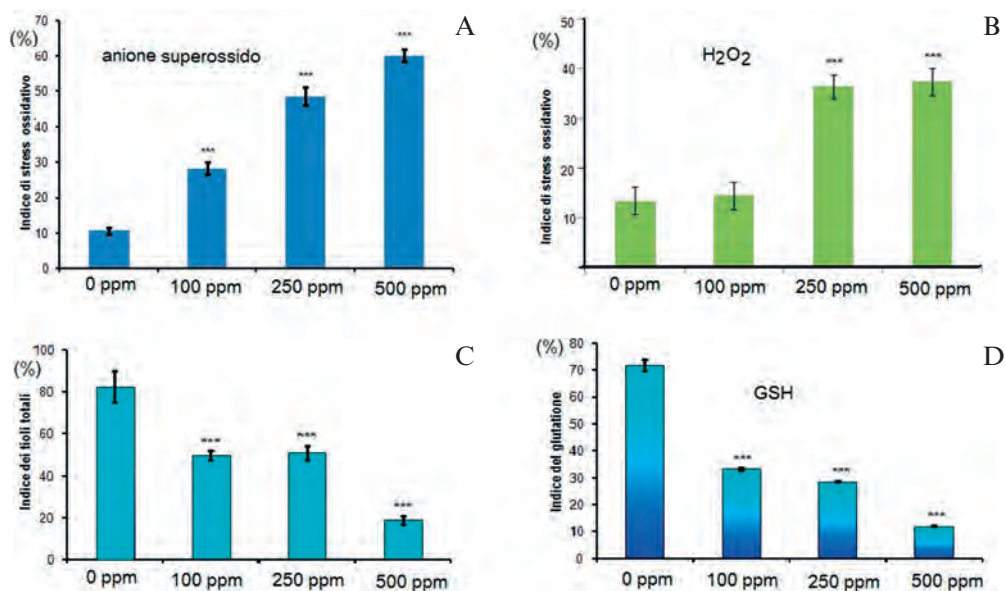 A
(%)
Indice di stress ossidativo
anione superossido
70
60
50
40
30
20
10
0
***
***
***
0 ppm
100 ppm
250 ppm
500 ppm
B
(%)
Indice di stress ossidativo
H2O2
50
40
30
20
10
***
***
0 ppm
100 ppm
250 ppm
500 ppm
C
(%)
Indice dei tioli totali
100
80
60
40
20
0
***
***
***
0 ppm
100 ppm
250 ppm
500 ppm
D
(%)
Indice del glutatione
GSH
80
70
60
50
40
30
20
10
0
***
***
***
0 ppm
100 ppm
250 ppm
500 ppm